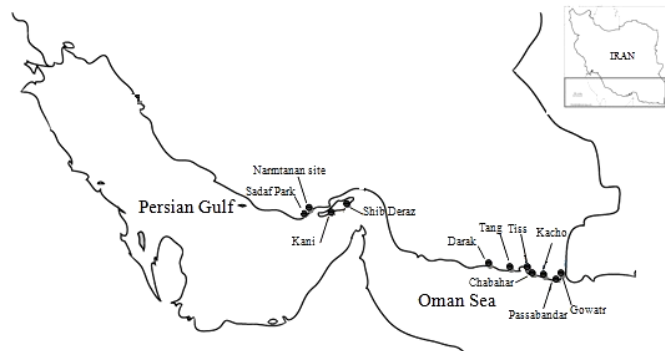 IRAN
Narmtanan site
Sadaf Park
Persian Gulf
Shib Deraz
Kani
Tang
Tiss
Kacho
Darak
Chabahar
Gowatr
Oman Sea
Passabandar